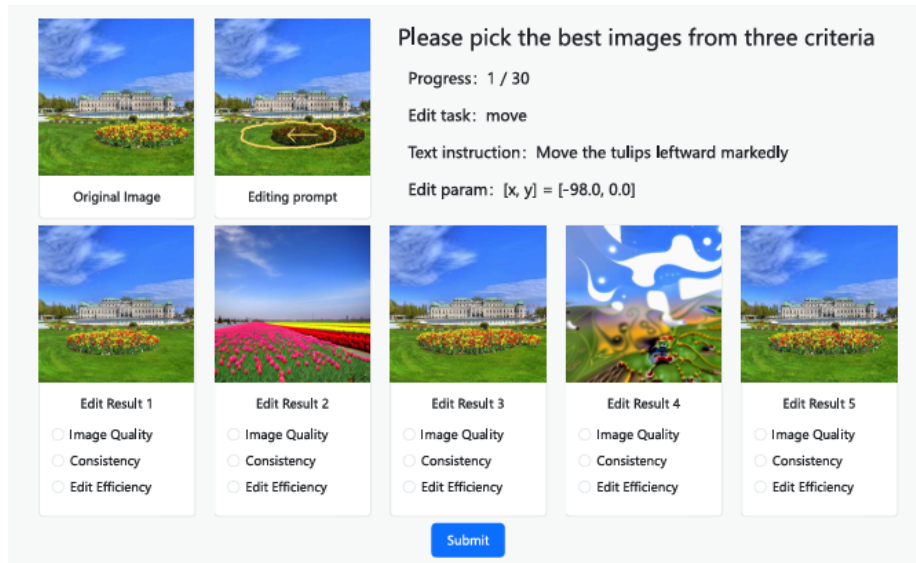 Please pick the best images from three criteria
Progress: 1 / 30
Edit task: move
Text instruction: Move the tulips leftward markedly
Edit param: [x, y] = [-98.0, 0.0]
Original Image
Editing prompt
Edit Result 1
Image Quality
Consistency
Edit Efficiency
Edit Result 2
Image Quality
Consistency
Edit Efficiency
Edit Result 3
Image Quality
Consistency
Edit Efficiency
Edit Result 4
Image Quality
Consistency
Edit Efficiency
Edit Result 5
Image Quality
Consistency
Edit Efficiency
Submit